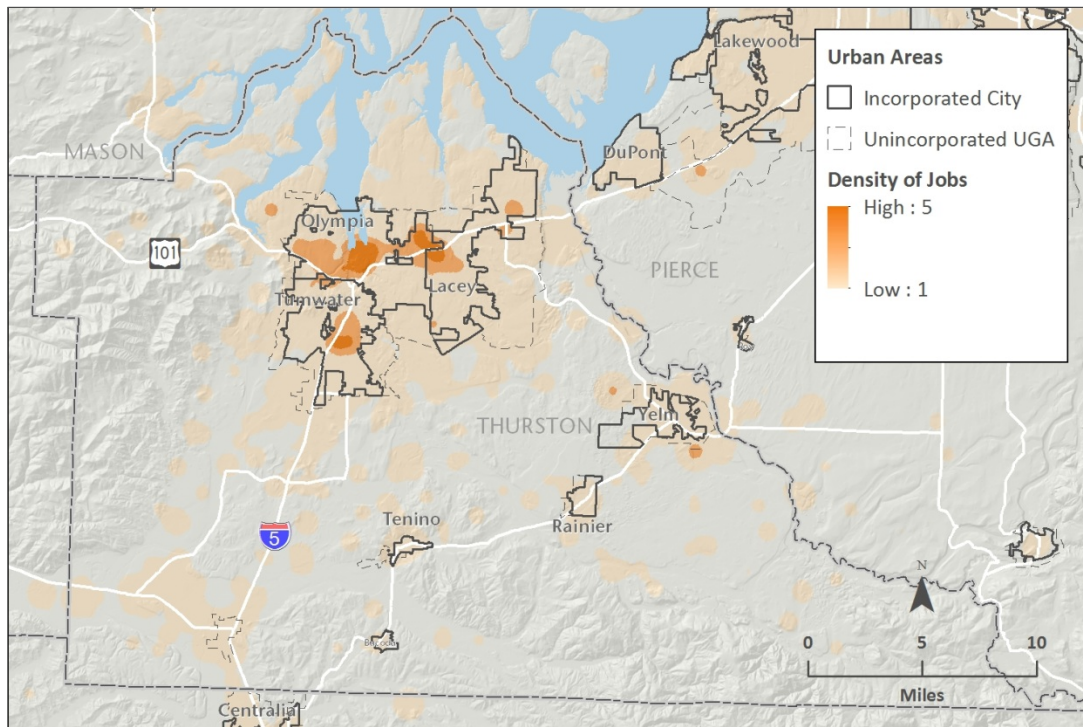 Lakewood
Urban Areas
Incorporated City
Unincorporated UGA
Density of Jobs
High : 5
Low : 1
MASON
DuPont
Olympia
101
PIERCE
Lacey
Tumwater
THURSTON
Yelm
Tenino
Rainier
5
Bucoda
N
0 5 10
Miles
Centralia